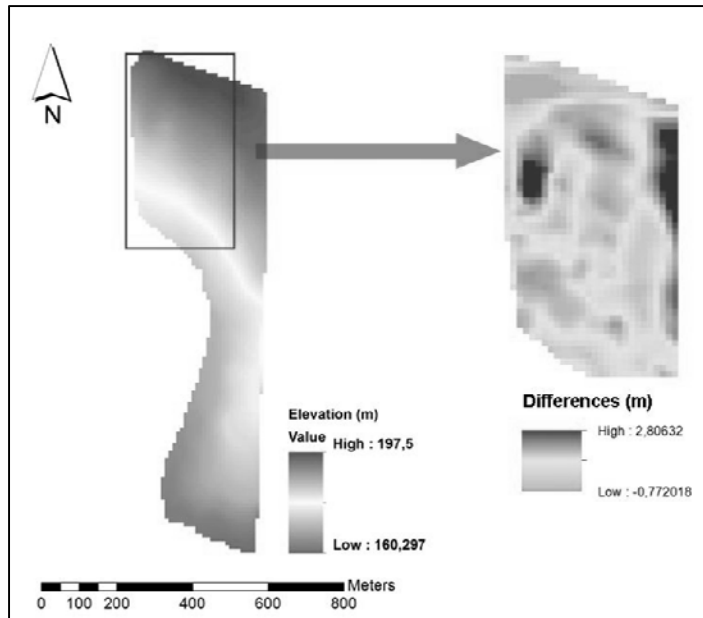 N
Elevation (m)
Value
High : 197,5
Low : 160,297
Differences (m)
High : 2,80632
Low : -0,772018
Meters
0 100 200 400 600 800